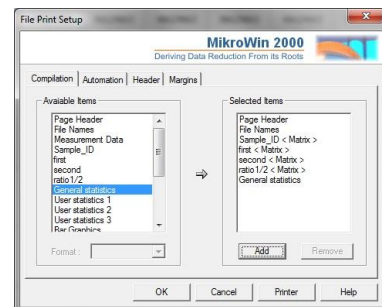 File Print Setup
MikroWin 2000
Deriving Data Reduction From its Roots
Compilation Automation Header Margins
Avaiable Items
Page Header
File Names
Measurement Data
Sample_ID
first
second
ratio1/2
General statistics
User statistics 1
User statistics 2
User statistics 3
Bar Graphics
Format :
Selected Items
Page Header
File Names
Sample_ID < Matrix >
first < Matrix >
second < Matrix >
ratio1/2 < Matrix >
General statistics
Add Remove
OK Cancel Printer Help